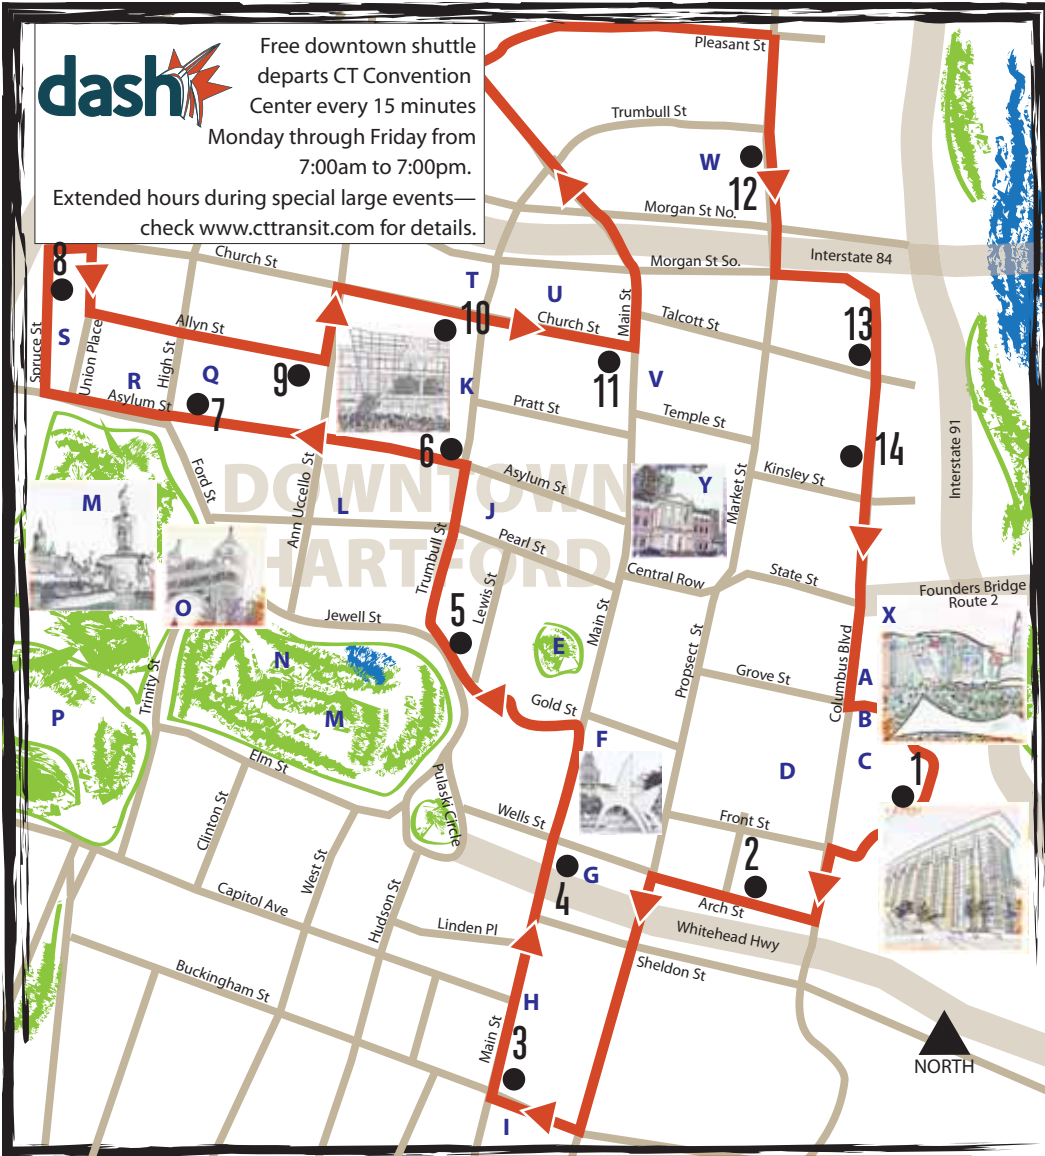 dash
Free downtown shuttle
departs CT Convention
Center every 15 minutes
Monday through Friday from
7:00am to 7:00pm.
Extended hours during special large events—
check www.cttransit.com for details.
Pleasant St
Trumbull St
W
12
Morgan St No.
Interstate 84
Morgan St So.
8
Church St
T
U
10
Church St
Main St
Talcott St
13
Spruce St
S
Union Place
Allyn St
High St
R
Q
9
K
11
V
Asylum St
7
Pratt St
Temple St
6
14
Interstate 91
DOWNTOWN
HARTFORD
Ford St
Ann Uccello St
L
Asylum St
J
Y
Market St
Kinsley St
M
Trumbull St
Pearl St
Central Row
State St
Founders Bridge
Route 2
O
Jewell St
5
Lewis St
E
Main St
X
N
Trinity St
Prospect St
Grove St
Columbus Blvd
A
P
M
Gold St
B
F
C
Elm St
D
1
Pulaski Circle
Clinton St
Wells St
Front St
2
West St
4
G
Capitol Ave
Hudson St
Arch St
Linden Pl
Whitehead Hwy
Sheldon St
Buckingham St
H
Main St
3
NORTH
I